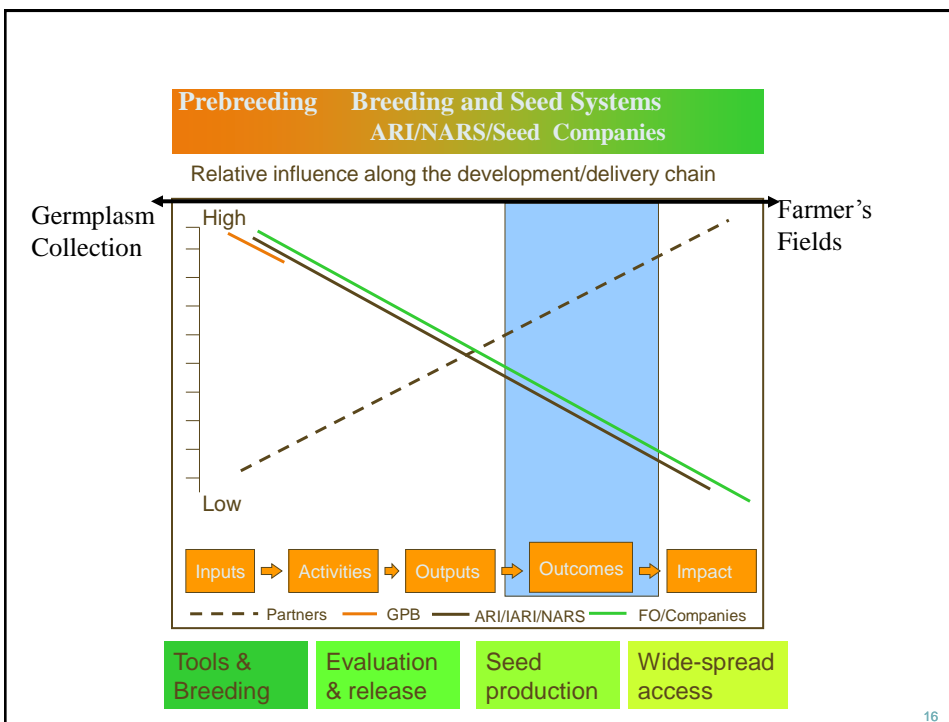 Prebreeding Breeding and Seed Systems
ARI/NARS/Seed Companies
Relative influence along the development/delivery chain
Germplasm
Collection
High
Farmer's
Fields
Low
Inputs
Activities
Outputs
Outcomes
Impact
Partners
GPB
ARI/IARI/NARS
FO/Companies
Tools &
Breeding
Evaluation
& release
Seed
production
Wide-spread
access
16